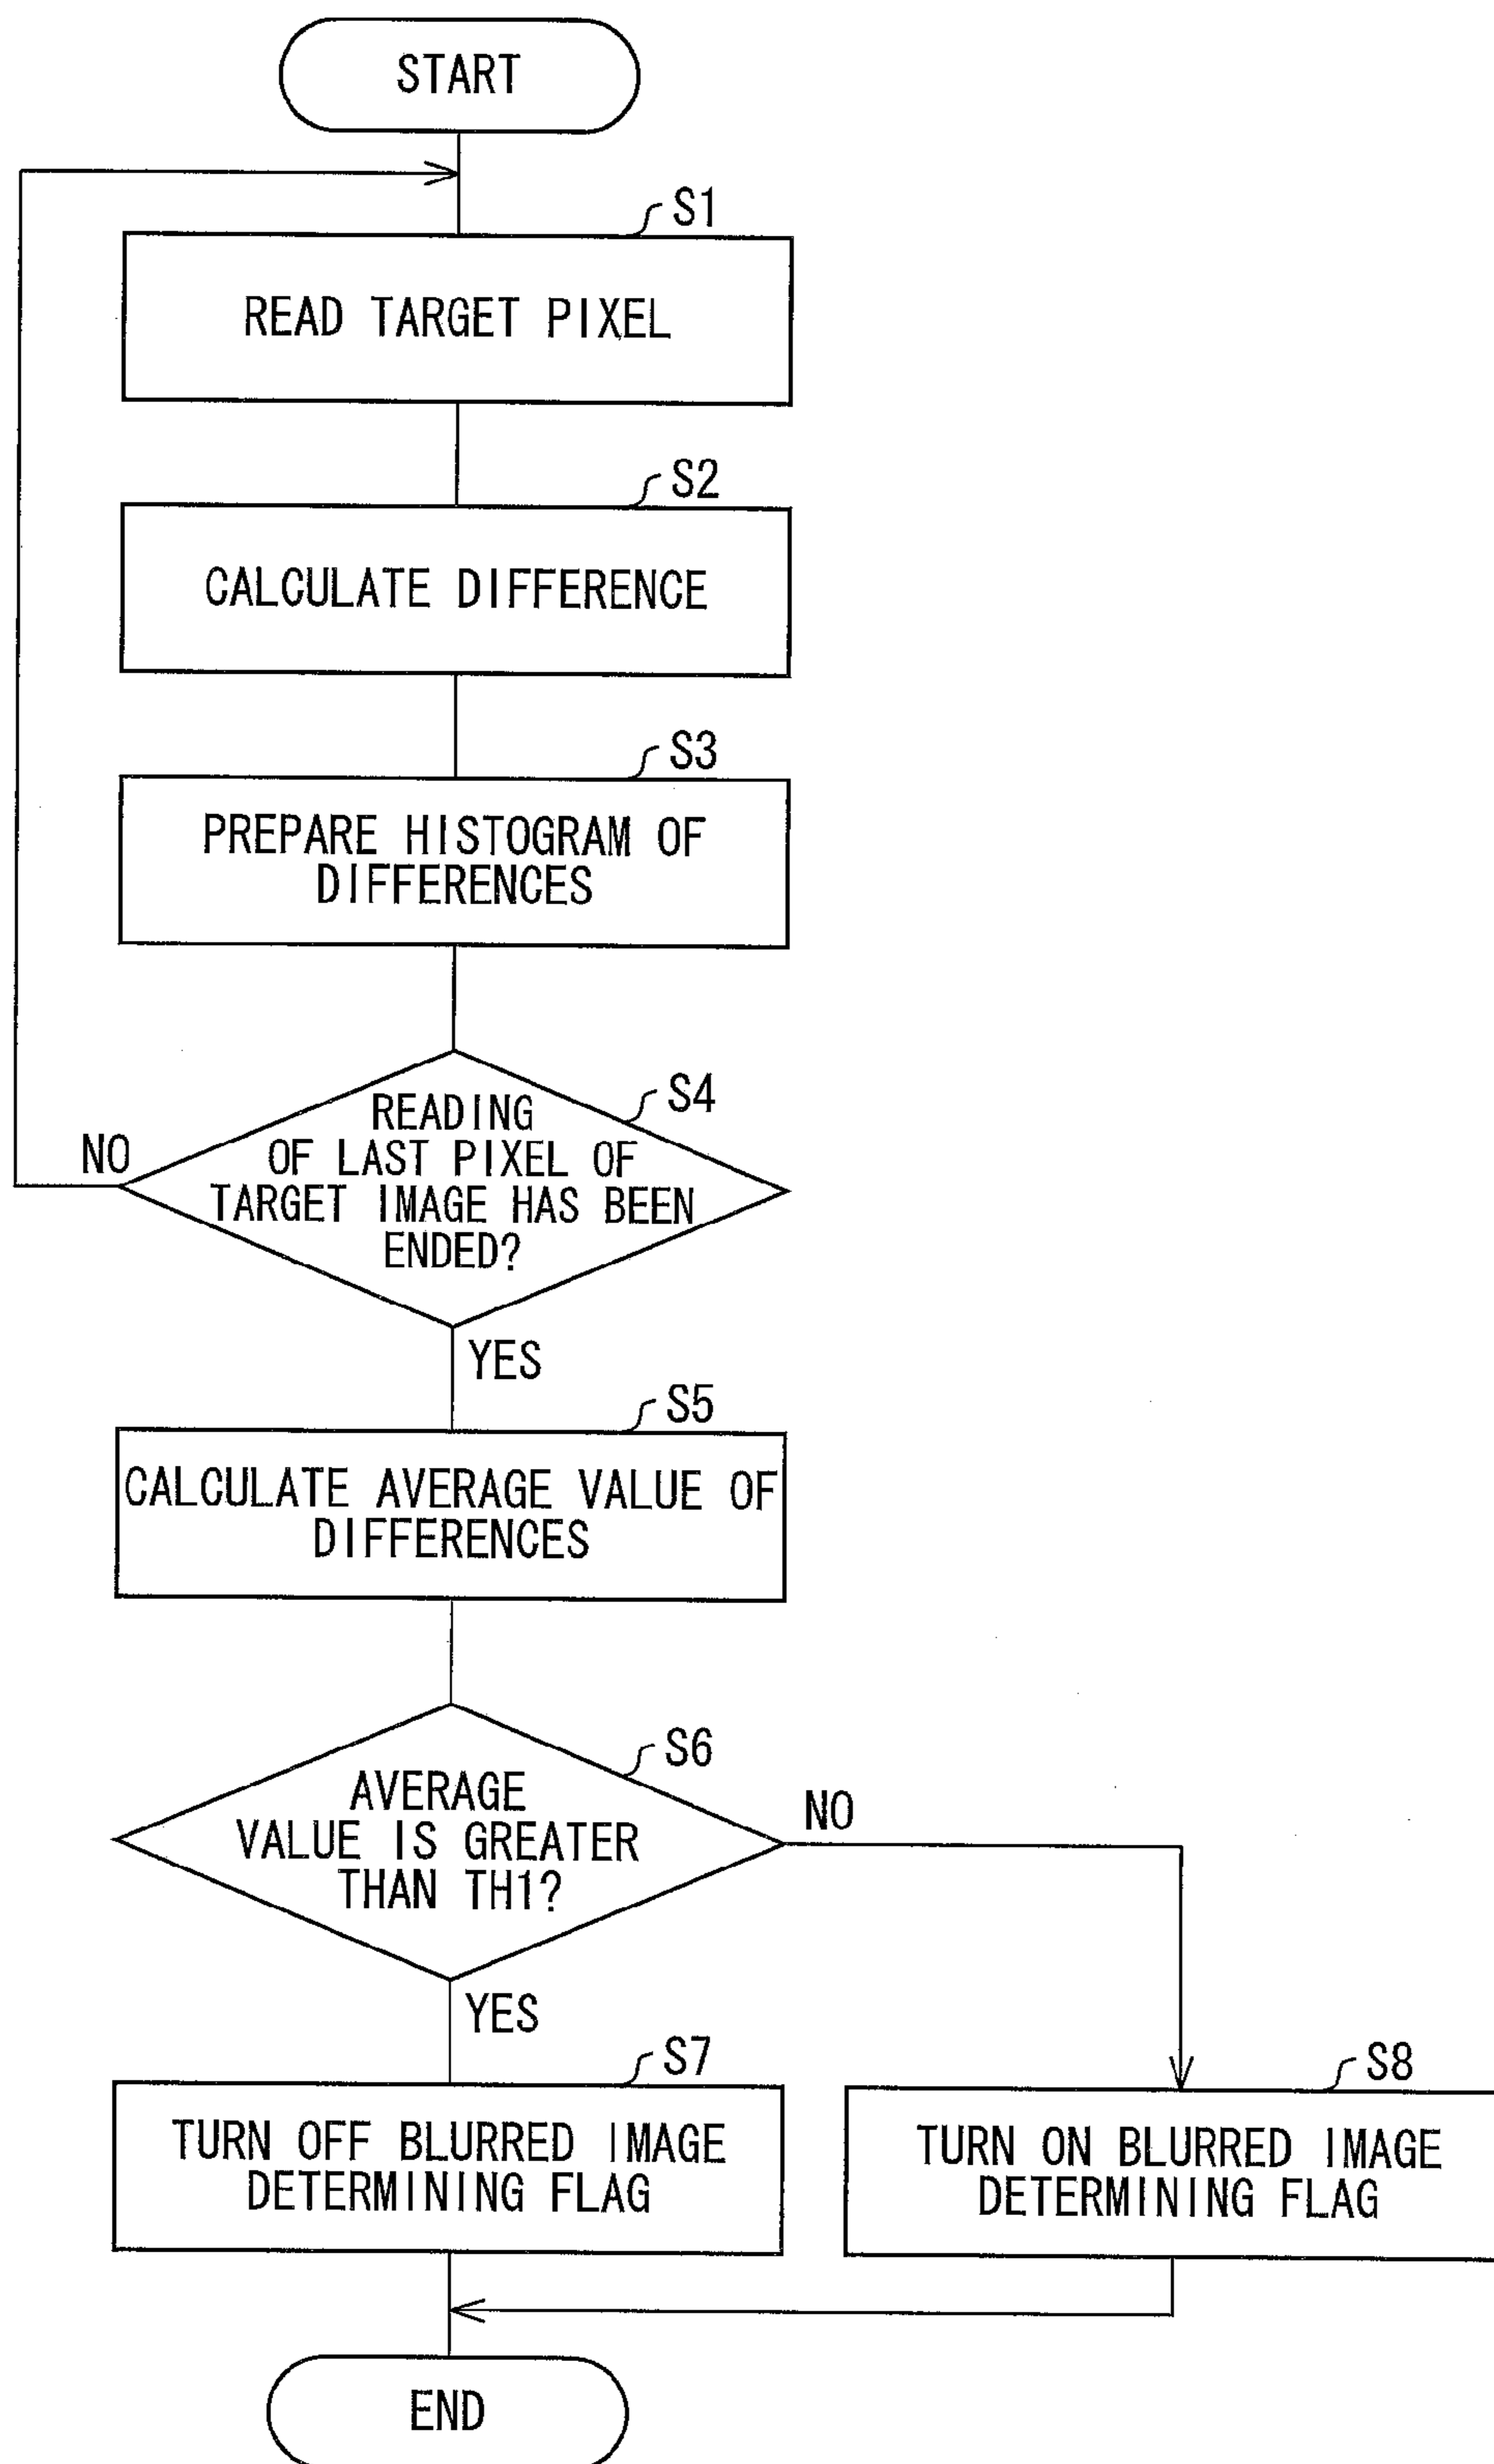 START
S1
READ TARGET PIXEL
S2
CALCULATE DIFFERENCE
S3
PREPARE HISTOGRAM OF
DIFFERENCES
S4
READING
OF LAST PIXEL OF
TARGET IMAGE HAS BEEN
ENDED?
NO
YES
S5
CALCULATE AVERAGE VALUE OF
DIFFERENCES
S6
AVERAGE
VALUE IS GREATER
THAN TH1?
NO
YES
S7
TURN OFF BLURRED IMAGE
DETERMINING FLAG
S8
TURN ON BLURRED IMAGE
DETERMINING FLAG
END